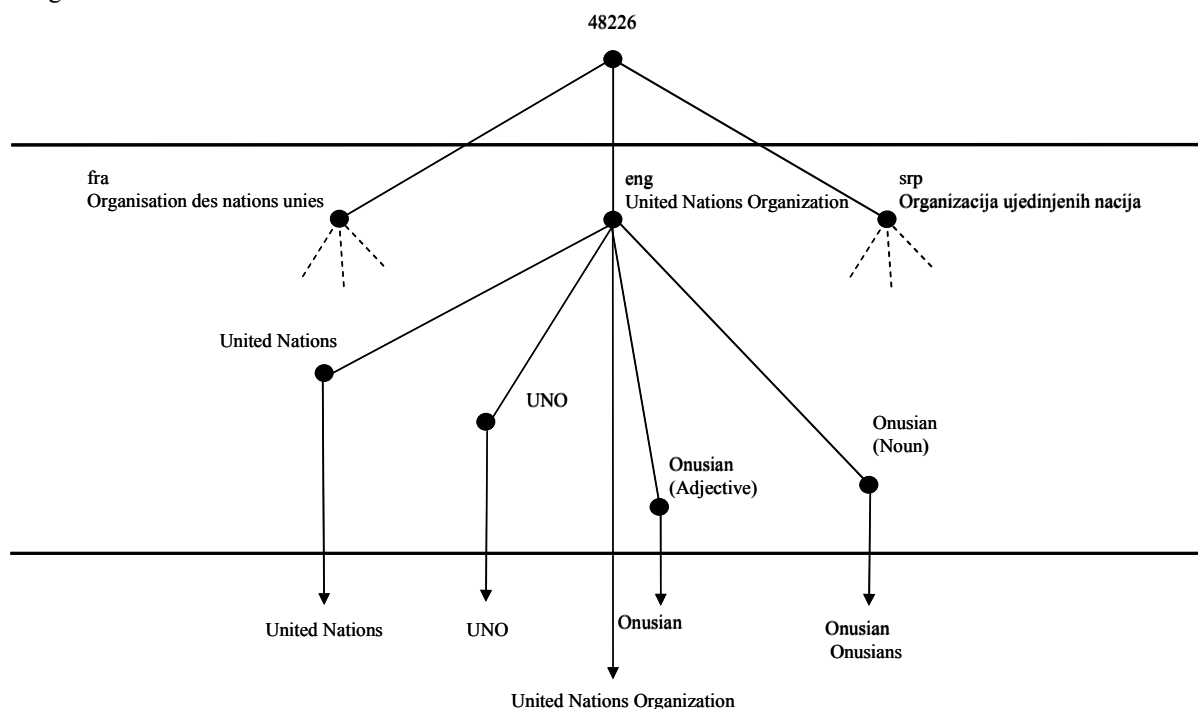 48226
fra
Organisation des nations unies
eng
United Nations Organization
srp
Organizacija ujedinjenih nacija
United Nations
UNO
Onusian
(Noun)
Onusian
(Adjective)
United Nations
UNO
Onusian
Onusian
Onusians
United Nations Organization